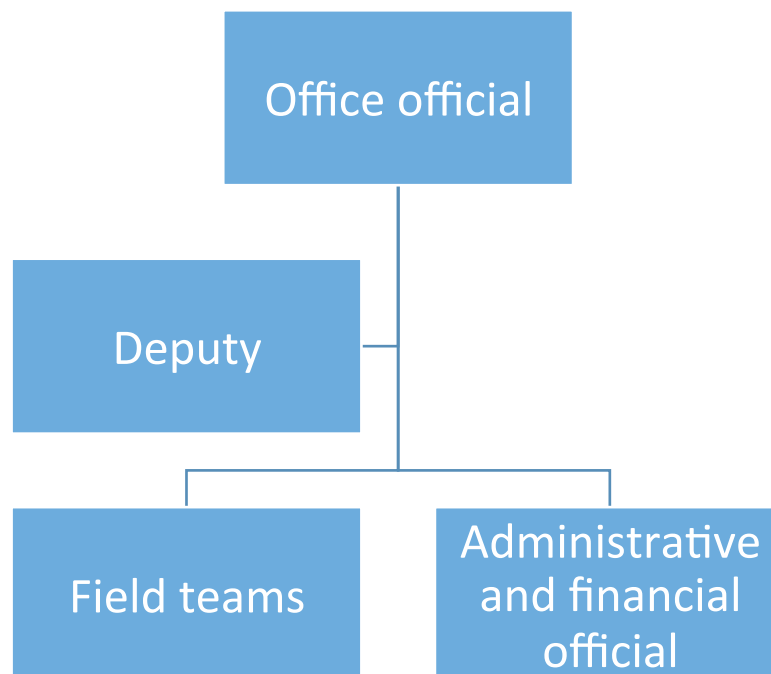 Office official
Deputy
Field teams
Administrative
and financial
official